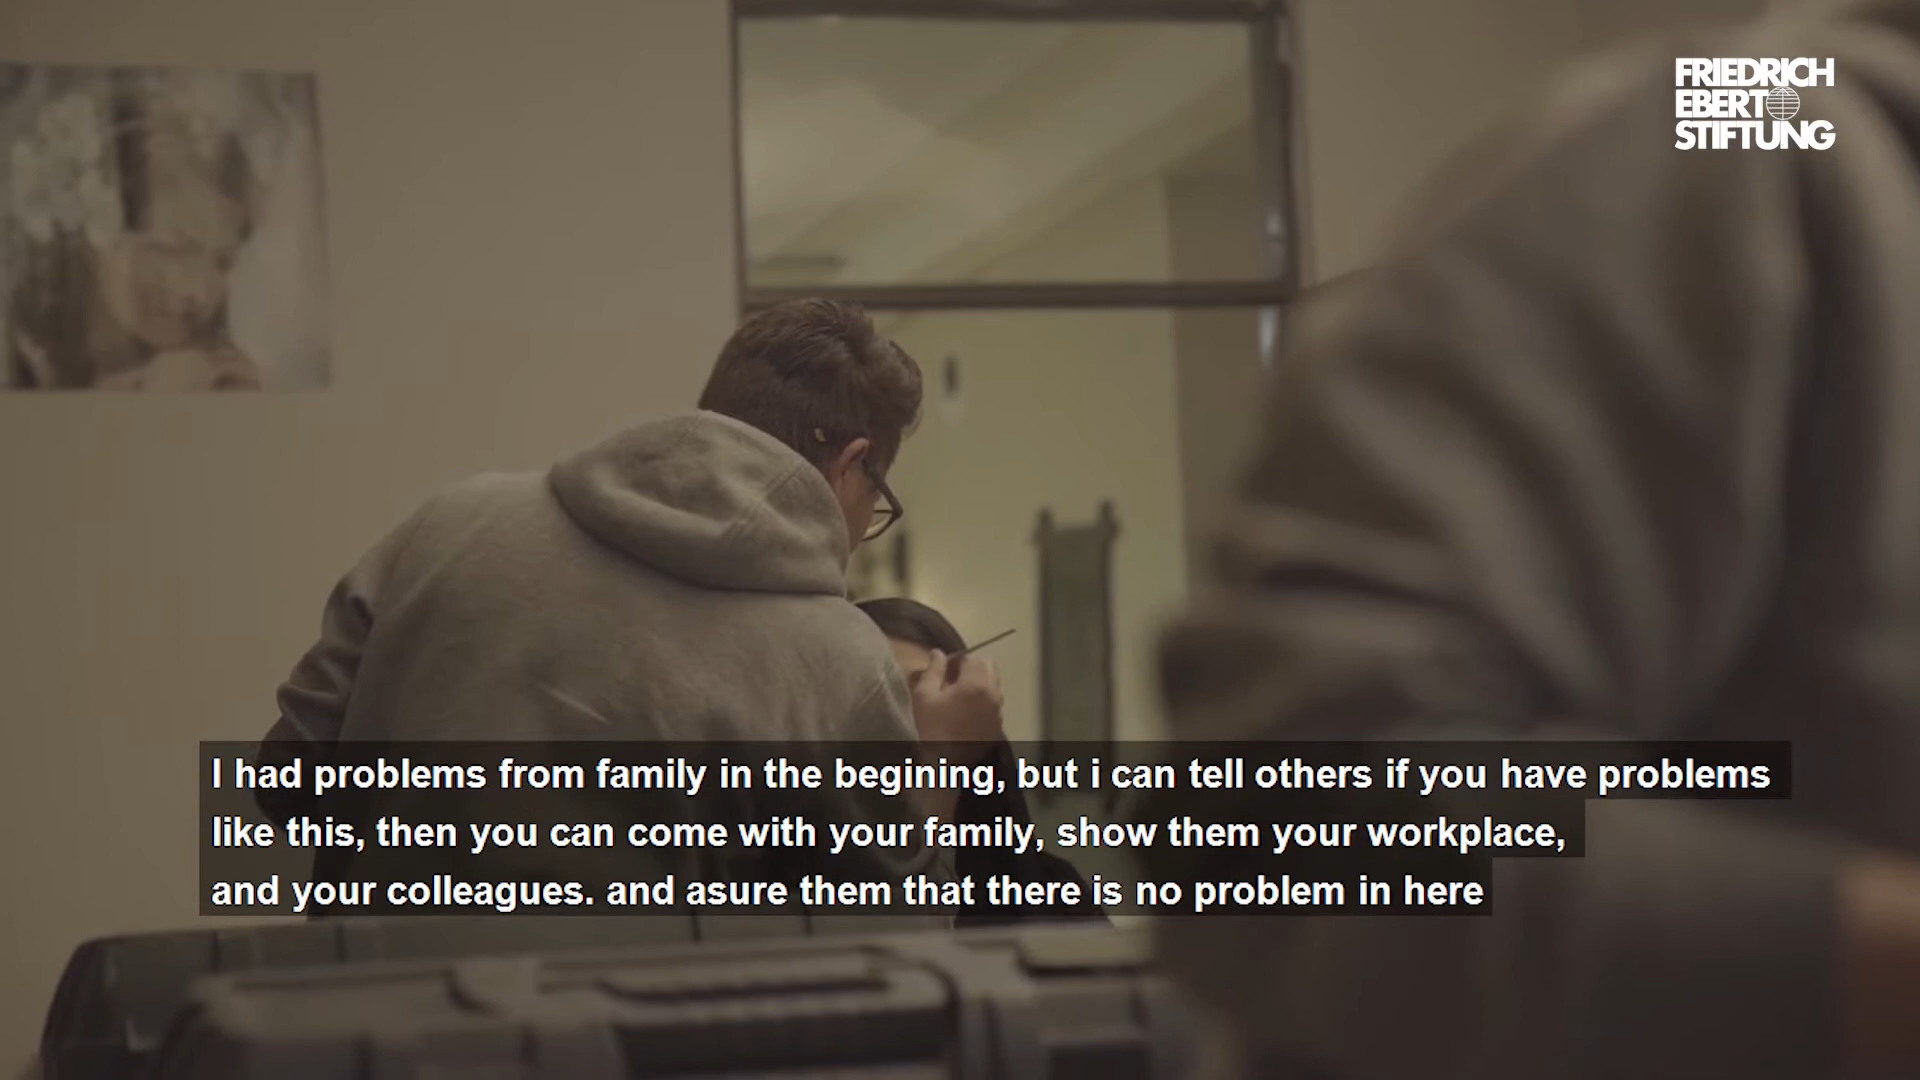 FRIEDRICH
EBERT
STIFTUNG
I had problems from family in the begining, but i can tell others if you have problems
like this, then you can come with your family, show them your workplace,
and your colleagues. and asure them that there is no problem in here